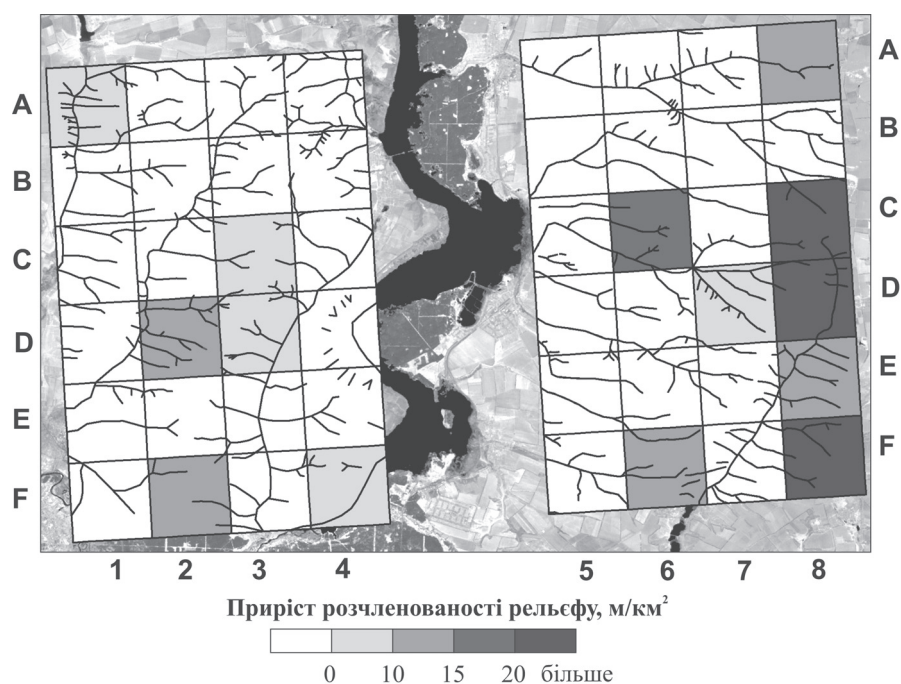 A
B
C
D
E
F
A
B
C
D
E
F
1 2 3 4 5 6 7 8
Приріст розчленованості рельєфу, м/км²
0 10 15 20 більше